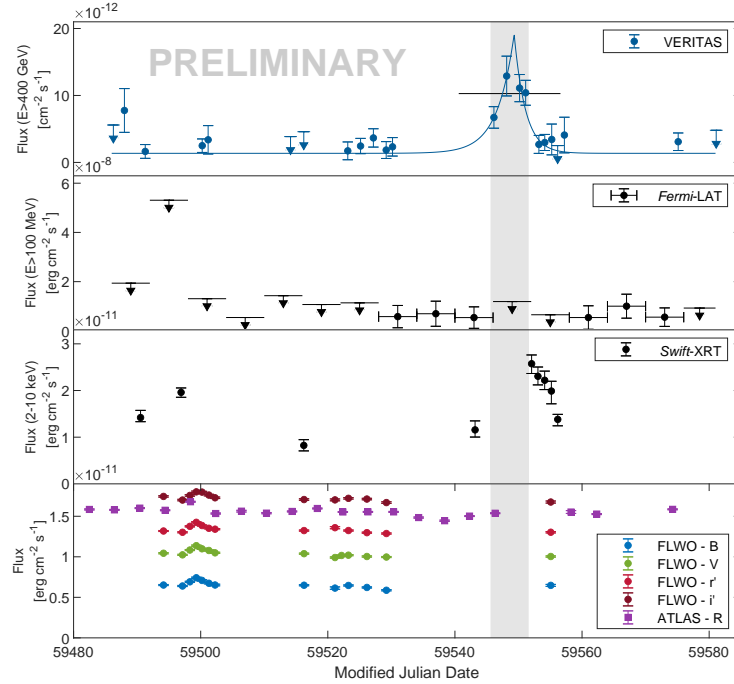 ×10⁻¹²
20
10
0
Flux (E>400 GeV)
[cm⁻² s⁻¹]
PRELIMINARY
VERITAS
×10⁻⁸
6
4
2
0
Flux (E>100 MeV)
[erg cm⁻² s⁻¹]
Fermi-LAT
×10⁻¹¹
3
2
1
0
Flux (2-10 keV)
[erg cm⁻² s⁻¹]
Swift-XRT
×10⁻¹¹
1.5
1
0.5
0
Flux
[erg cm⁻² s⁻¹]
FLWO - B
FLWO - V
FLWO - r'
FLWO - i'
ATLAS - R
59480
59500
59520
59540
59560
59580
Modified Julian Date